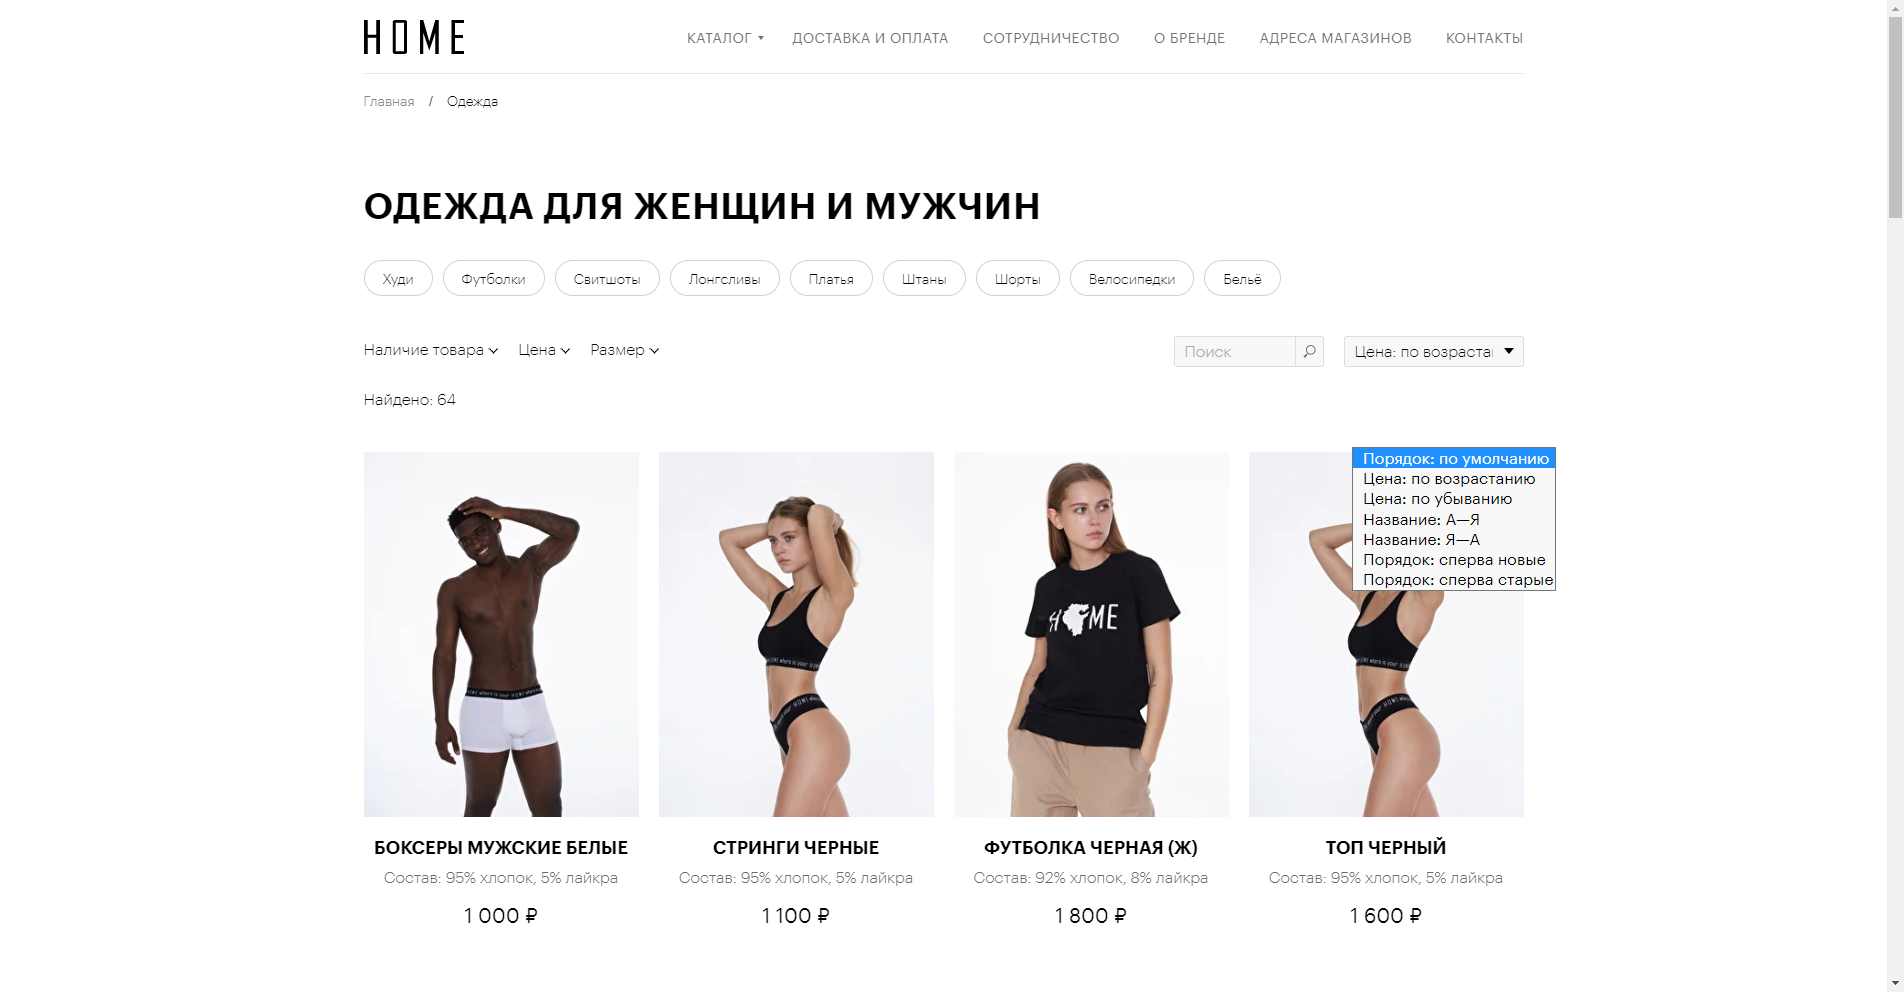 HOME
КАТАЛОГ ДОСТАВКА И ОПЛАТА СОТРУДНИЧЕСТВО О БРЕНДЕ АДРЕСА МАГАЗИНОВ КОНТАКТЫ
Главная / Одежда
ОДЕЖДА ДЛЯ ЖЕНЩИН И МУЖЧИН
Худи Футболки Свитшоты Лонгсливы Платья Штаны Шорты Велосипедки Бельё
Наличие товара Цена Размер Поиск Цена: по возраста
Найдено: 64
Порядок: по умолчанию
Цена: по возрастанию
Цена: по убыванию
Название: А—Я
Название: Я—А
Порядок: сперва новые
Порядок: сперва старые
HOME
БОКСЕРЫ МУЖСКИЕ БЕЛЫЕ СТРИНГИ ЧЕРНЫЕ ФУТБОЛКА ЧЕРНАЯ (Ж) ТОП ЧЕРНЫЙ
Состав: 95% хлопок, 5% лайкра Состав: 95% хлопок, 5% лайкра Состав: 92% хлопок, 8% лайкра Состав: 95% хлопок, 5% лайкра
1 000 ₽ 1 100 ₽ 1 800 ₽ 1 600 ₽